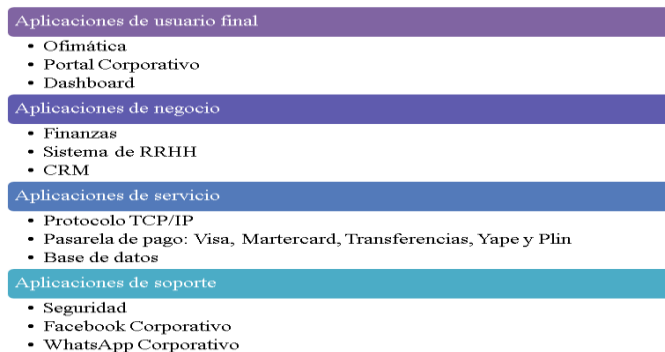 Aplicaciones de usuario final
• Ofimática
• Portal Corporativo
• Dashboard
Aplicaciones de negocio
• Finanzas
• Sistema de RRHH
• CRM
Aplicaciones de servicio
• Protocolo TCP/IP
• Pasarela de pago: Visa, Martercard, Transferencias, Yape y Plin
• Base de datos
Aplicaciones de soporte
• Seguridad
• Facebook Corporativo
• WhatsApp Corporativo